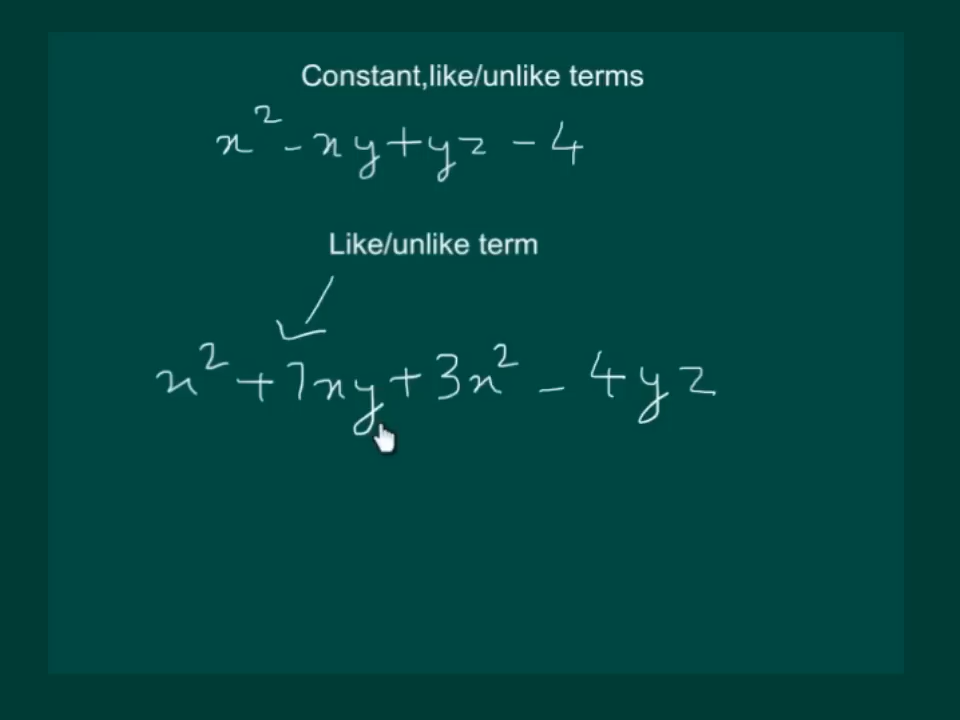 Constant,like/unlike terms
x² - xy + yz - 4
Like/unlike term
x² + 7xy + 3x² - 4yz